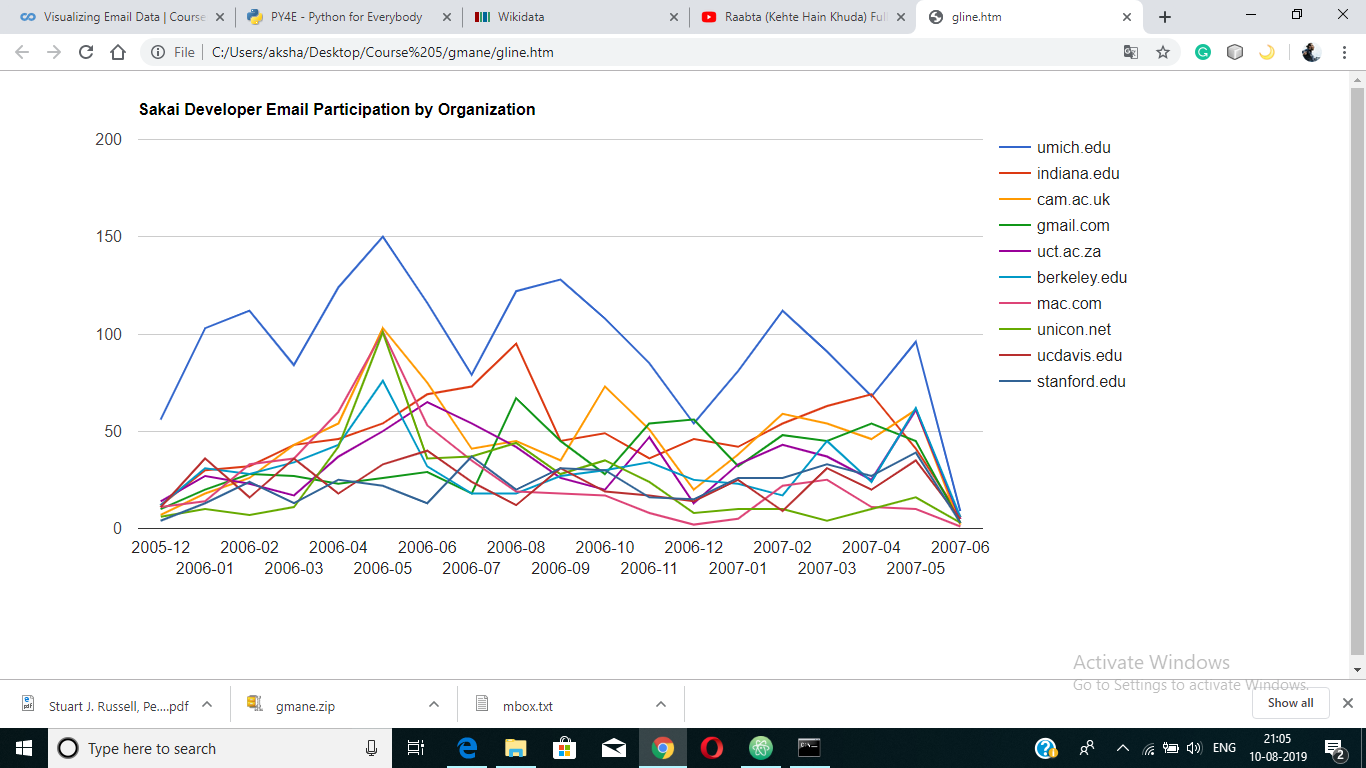 Visualizing Email Data | Course
PY4E - Python for Everybody
Wikidata
Raabta (Kehte Hain Khuda) Full
gline.htm
File
C:/Users/aksha/Desktop/Course%205/gmane/gline.htm
Sakai Developer Email Participation by Organization
200
150
100
50
0
umich.edu
indiana.edu
cam.ac.uk
gmail.com
uct.ac.za
berkeley.edu
mac.com
unicon.net
ucdavis.edu
stanford.edu
2005-12 2006-02 2006-04 2006-06 2006-08 2006-10 2006-12 2007-02 2007-04 2007-06
2006-01 2006-03 2006-05 2006-07 2006-09 2006-11 2007-01 2007-03 2007-05
Activate Windows
Go to Settings to activate Windows.
Stuart J. Russell, Pe....pdf
gmane.zip
mbox.txt
Show all
Type here to search
ENG
21:05
10-08-2019
2